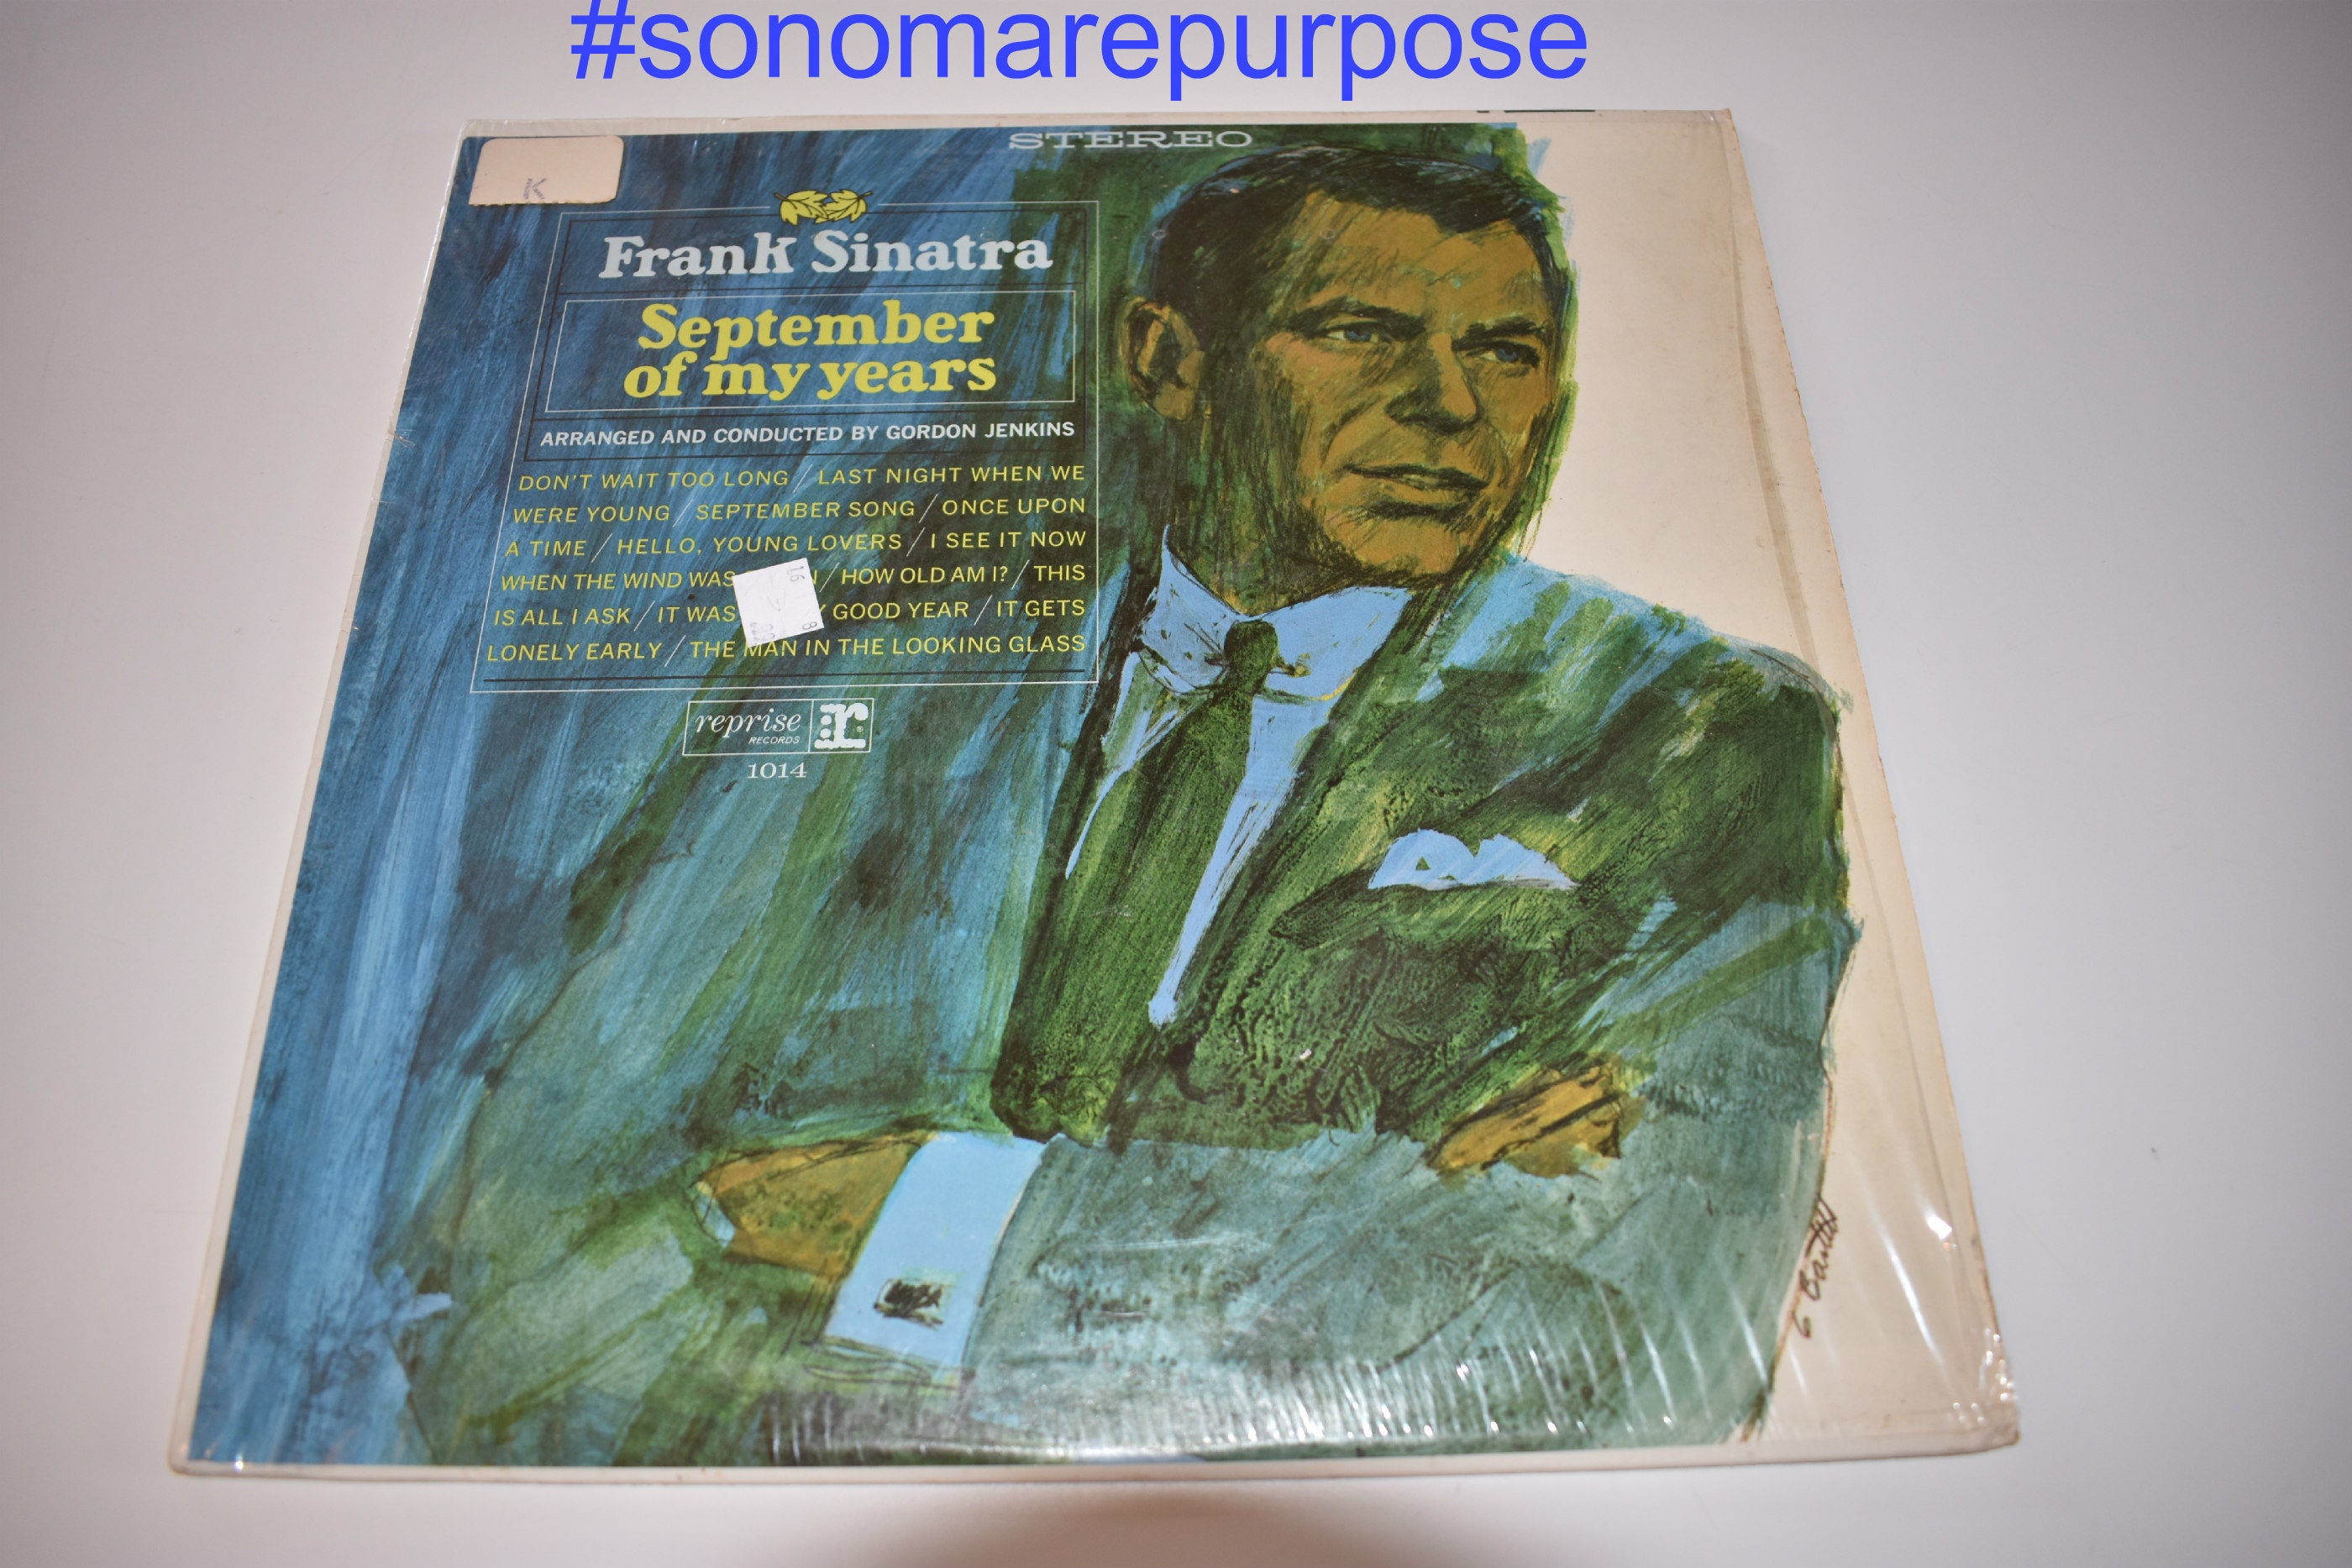 #sonomarepurpose
STEREO
Frank Sinatra
September
of my years
ARRANGED AND CONDUCTED BY GORDON JENKINS
DON'T WAIT TOO LONG / LAST NIGHT WHEN WE
WERE YOUNG / SEPTEMBER SONG / ONCE UPON
A TIME / HELLO, YOUNG LOVERS / I SEE IT NOW
WHEN THE WIND WAS / HOW OLD AM I? / THIS
IS ALL I ASK / IT WAS GOOD YEAR / IT GETS
LONELY EARLY / THE MAN IN THE LOOKING GLASS
reprise r
RECORDS
1014